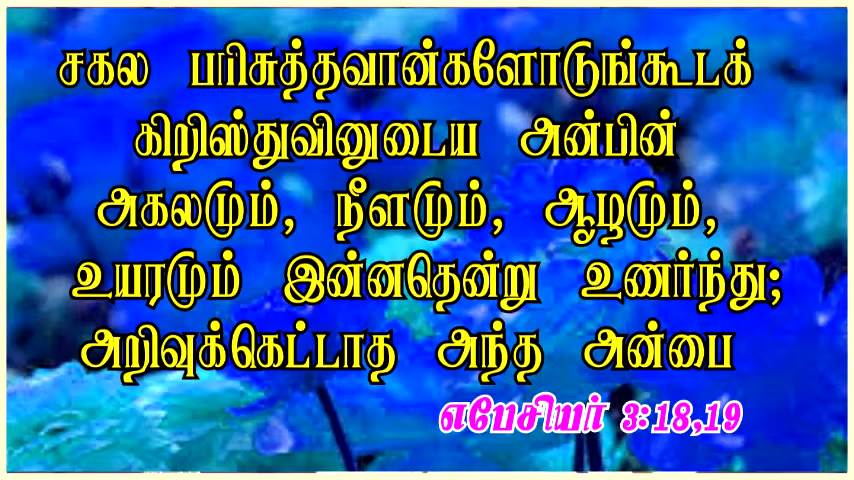 சகல பரிசுத்தவான்களோடுங்கூடக்
கிறிஸ்துவினுடைய அன்பின்
அகலமும், நீளமும், ஆழமும்,
உயரமும் இன்னதென்று உணர்ந்து;
அறிவுக்கெட்டாத அந்த அன்பை
எபேசியர் 3:18,19